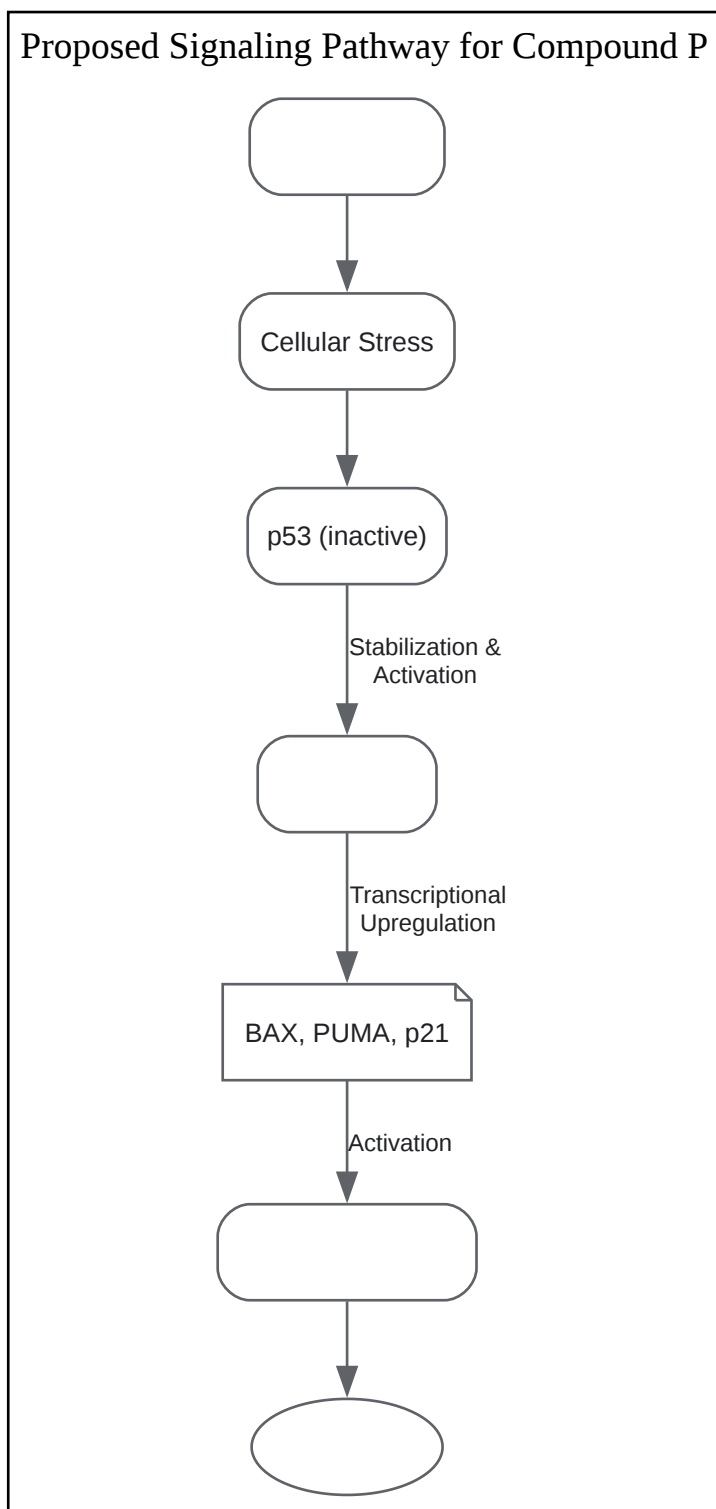 Proposed Signaling Pathway for Compound P
Cellular Stress
p53 (inactive)
Stabilization &
Activation
Transcriptional
Upregulation
BAX, PUMA, p21
Activation